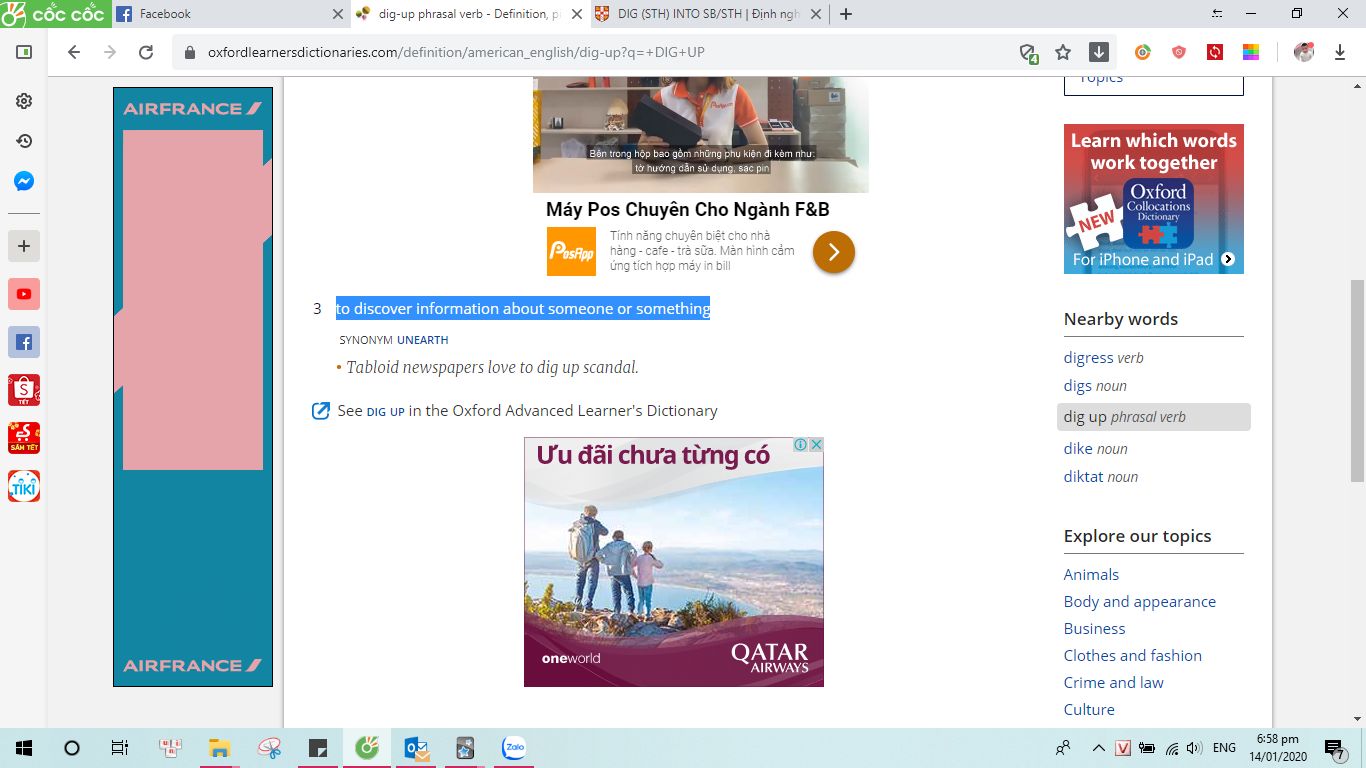 cốc cốc
Facebook
dig-up phrasal verb - Definition, p
DIG (STH) INTO SB/STH | Định ngh
oxfordlearnersdictionaries.com/definition/american_english/dig-up?q=+DIG+UP
4
AIRFRANCE
AIRFRANCE
TẾT
SẮM TẾT
TIKI
Bên trong hộp bao gồm những phụ kiện đi kèm như:
tờ hướng dẫn sử dụng, sạc pin
Máy Pos Chuyên Cho Ngành F&B
PosApp
Tính năng chuyên biệt cho nhà
hàng - cafe - trà sữa. Màn hình cảm
ứng tích hợp máy in bill
3 to discover information about someone or something
SYNONYM UNEARTH
• Tabloid newspapers love to dig up scandal.
See DIG UP in the Oxford Advanced Learner's Dictionary
Ưu đãi chưa từng có
oneworld
QATAR
AIRWAYS
Topics
Learn which words
work together
NEW
Oxford
Collocations
Dictionary
For iPhone and iPad
Nearby words
digress verb
digs noun
dig up phrasal verb
dike noun
diktat noun
Explore our topics
Animals
Body and appearance
Business
Clothes and fashion
Crime and law
Culture
Zalo
V
ENG
6:58 pm
14/01/2020
7